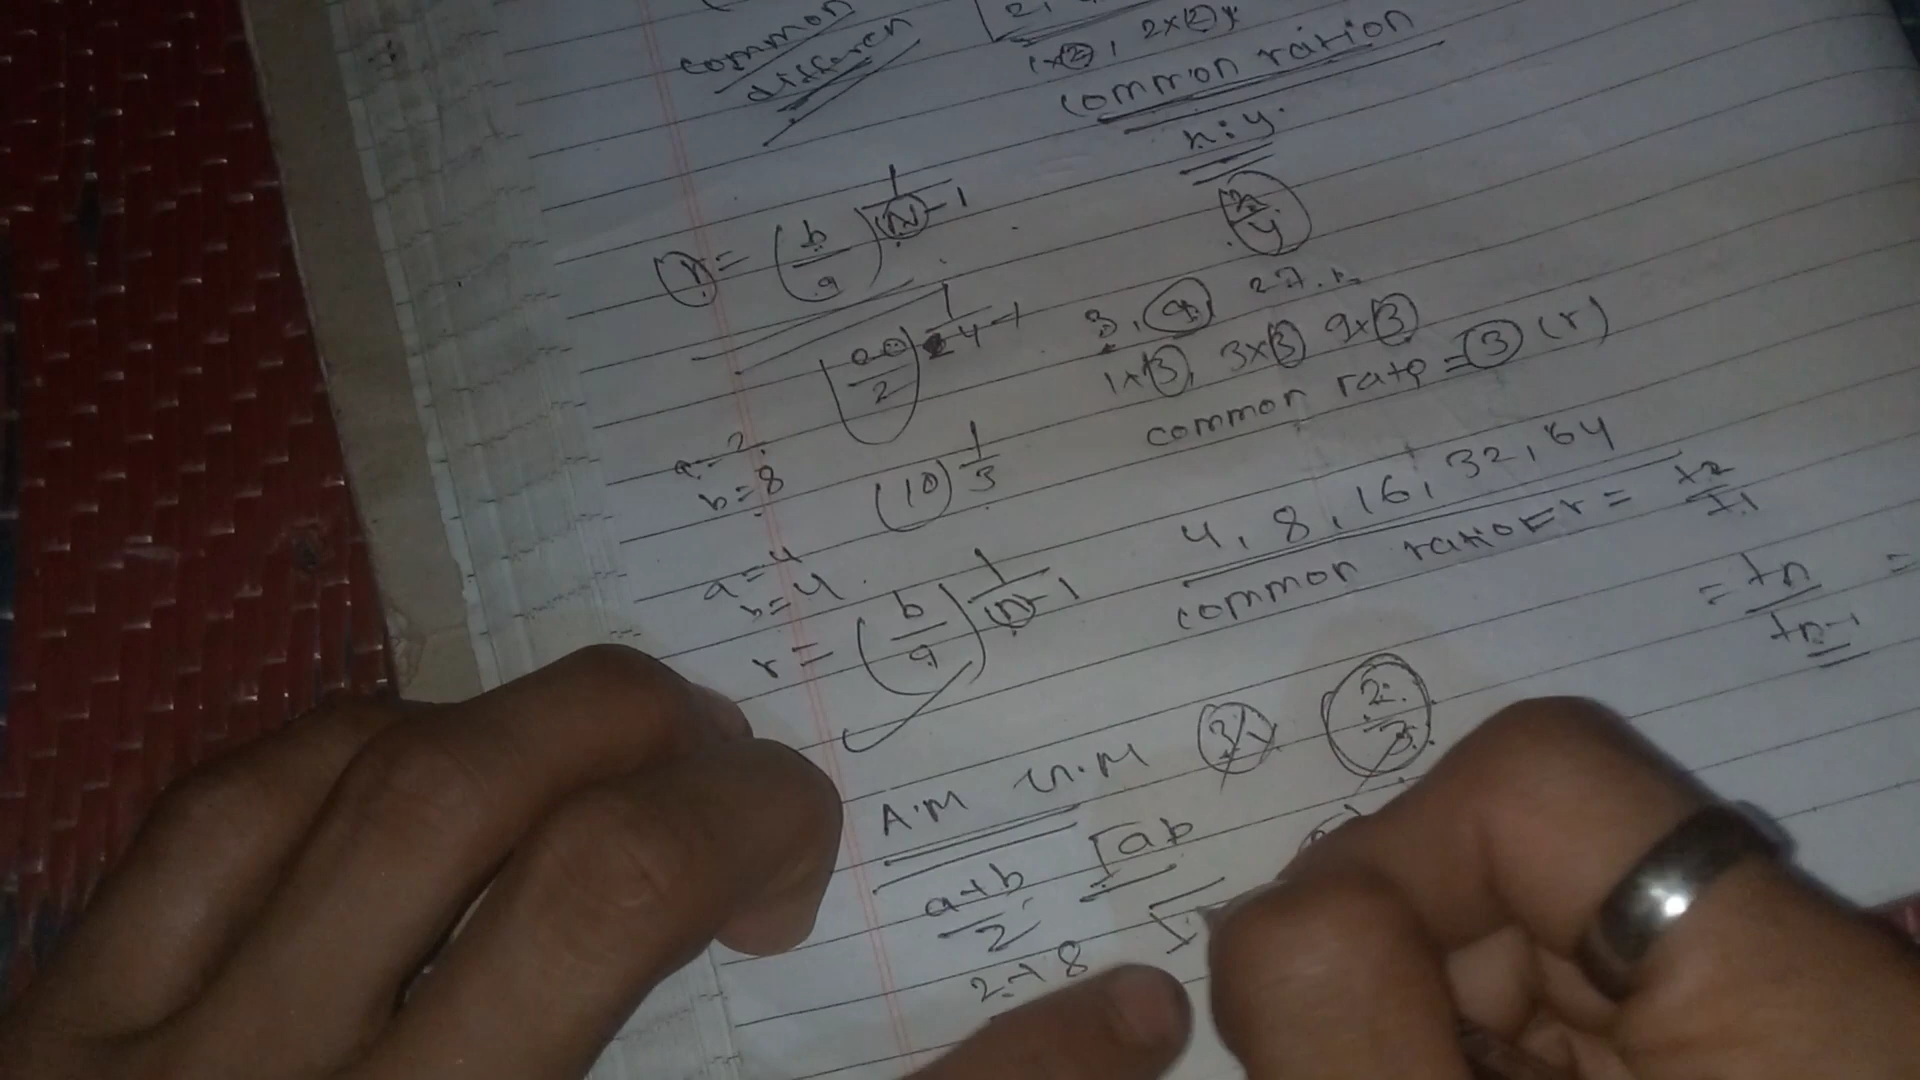 common
differen
1×2, 2×2
common ration
x:y
x/y
r = (b/a)^1/n-1
3, 9, 27
1×3, 3×3 9×3
common rate = 3 (r)
a = 2
b = 8
(10)^1/3
4, 8, 16, 32, 64
common ratio = r = t2/t1
= tn/tn-1 =
a = 4
b = 4
r = (b/a)^1/n-1
A.M G.M
a+b/2 √ab
2+8